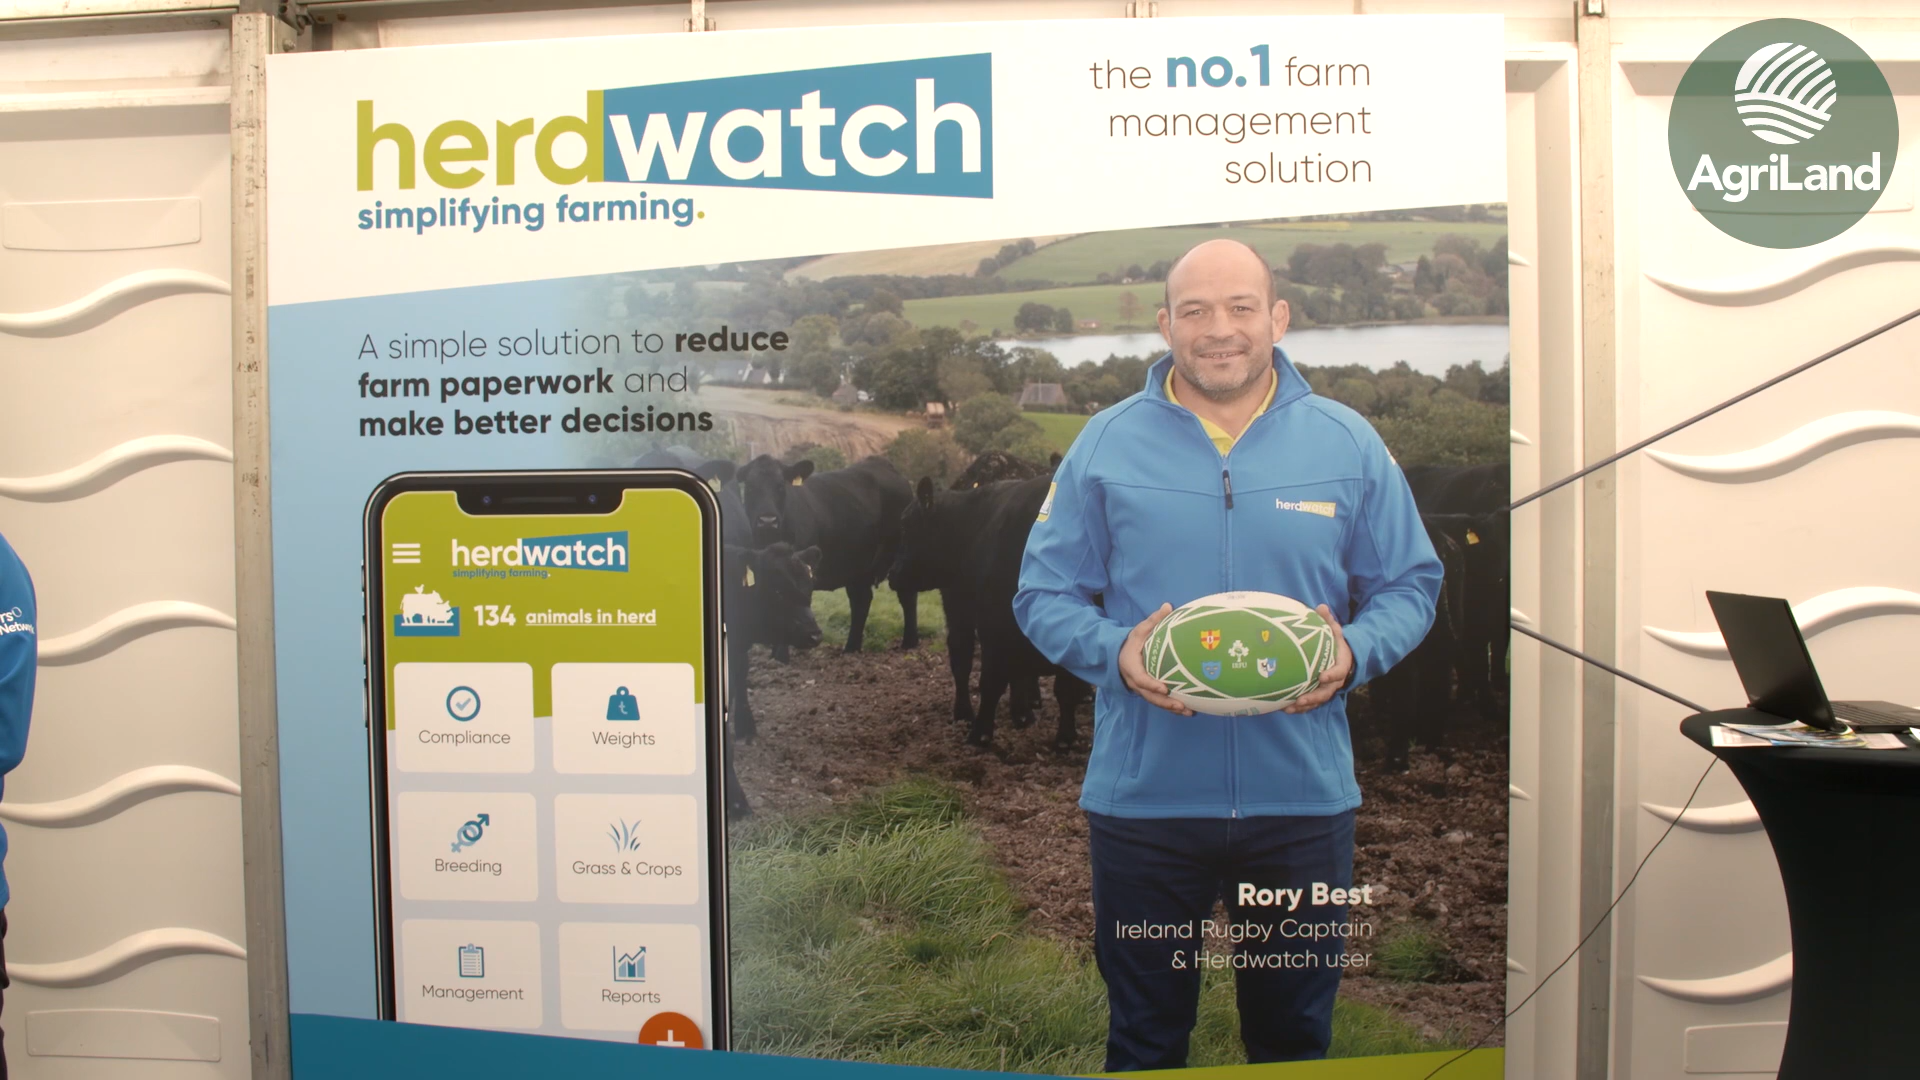 herdwatch
simplifying farming.
the no.1 farm
management
solution
AgriLand
A simple solution to reduce
farm paperwork and
make better decisions
herdwatch
simplifying farming.
134 animals in herd
Compliance
Weights
Breeding
Grass & Crops
Management
Reports
herdwatch
IRFU
IRELAND
Rory Best
Ireland Rugby Captain
& Herdwatch user